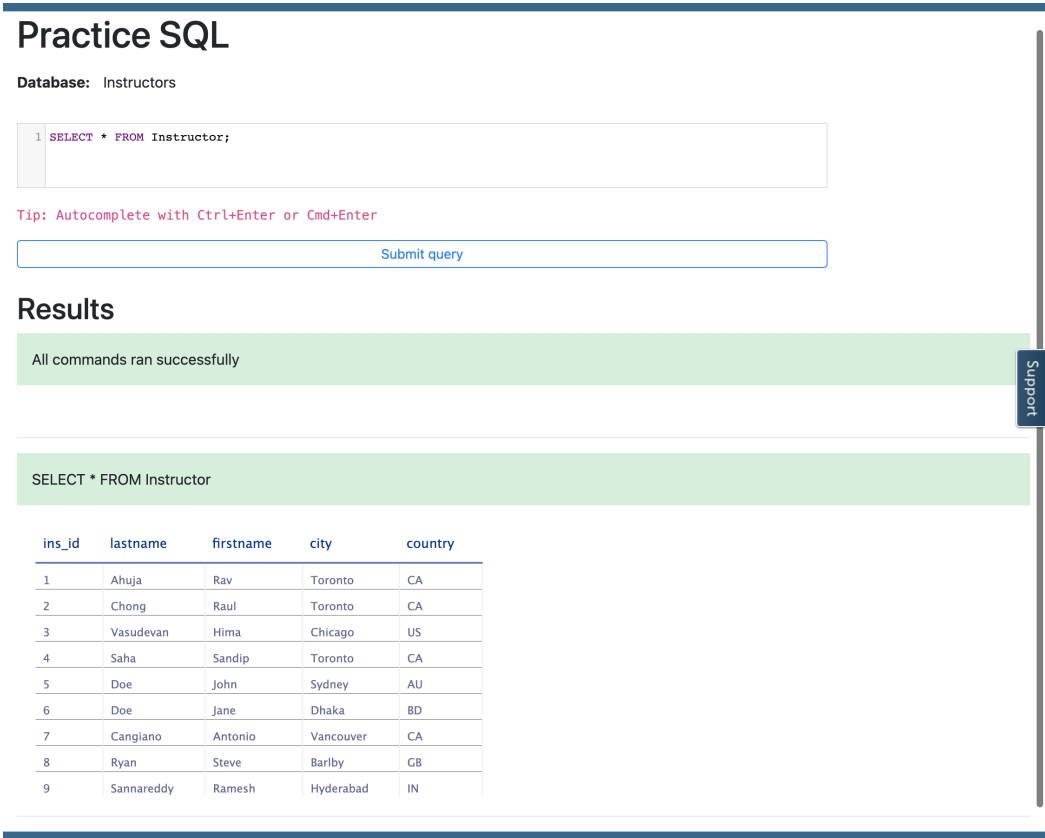 Practice SQL
Database: Instructors
1 SELECT * FROM Instructor;
Tip: Autocomplete with Ctrl+Enter or Cmd+Enter
Submit query
Results
All commands ran successfully
Support
SELECT * FROM Instructor
ins_id lastname firstname city country
1 Ahuja Rav Toronto CA
2 Chong Raul Toronto CA
3 Vasudevan Hima Chicago US
4 Saha Sandip Toronto CA
5 Doe John Sydney AU
6 Doe Jane Dhaka BD
7 Cangiano Antonio Vancouver CA
8 Ryan Steve Barlby GB
9 Sannareddy Ramesh Hyderabad IN